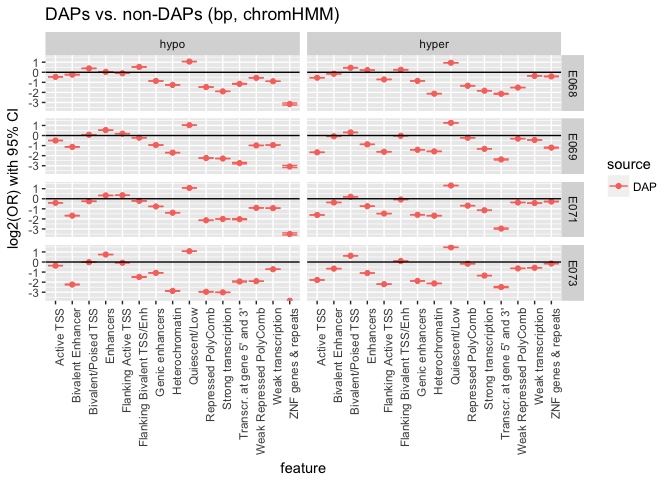 DAPs vs. non-DAPs (bp, chromHMM)
hypo
hyper
log2(OR) with 95% CI
1
0
-1
-2
-3
E068
1
0
-1
-2
-3
E069
1
0
-1
-2
-3
E071
1
0
-1
-2
-3
E073
Active TSS
Bivalent Enhancer
Bivalent/Poised TSS
Enhancers
Flanking Active TSS
Flanking Bivalent TSS/Enh
Genic enhancers
Heterochromatin
Quiescent/Low
Repressed PolyComb
Strong transcription
Transcr. at gene 5' and 3'
Weak Repressed PolyComb
Weak transcription
ZNF genes & repeats
Active TSS
Bivalent Enhancer
Bivalent/Poised TSS
Enhancers
Flanking Active TSS
Flanking Bivalent TSS/Enh
Genic enhancers
Heterochromatin
Quiescent/Low
Repressed PolyComb
Strong transcription
Transcr. at gene 5' and 3'
Weak Repressed PolyComb
Weak transcription
ZNF genes & repeats
feature
source
DAP